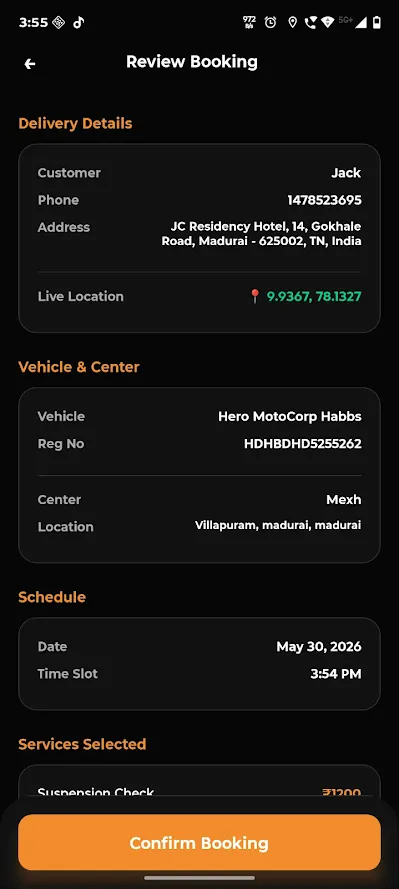 3:55
972
B/s
5G+
Review Booking
Delivery Details
Customer Jack
Phone 1478523695
Address JC Residency Hotel, 14, Gokhale
Road, Madurai - 625002, TN, India
Live Location 📍 9.9367, 78.1327
Vehicle & Center
Vehicle Hero MotoCorp Habbs
Reg No HDHBDHD5255262
Center Mexh
Location Villapuram, madurai, madurai
Schedule
Date May 30, 2026
Time Slot 3:54 PM
Services Selected
Suspension Check ₹1200
Confirm Booking